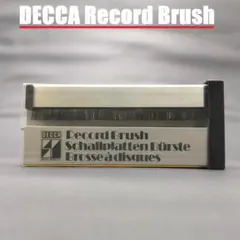 DECCA Record Brush
DECCA
Record Brush
Schallplatten Bürste
Brosse à disques